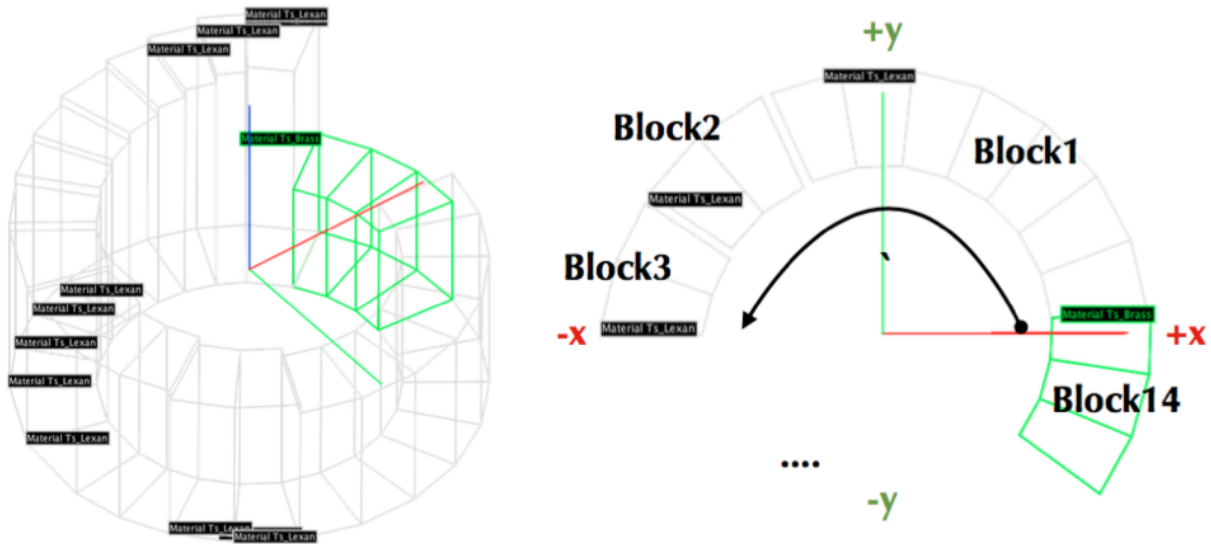 Material Ts_Lexan
Material Ts_Lexan
Material Ts_Lexan
Material Ts_Brass
Material Ts_Lexan
Material Ts_Lexan
Material Ts_Lexan
Material Ts_Lexan
Material Ts_Lexan
Material Ts_Lexan
Material Ts_Lexan
+y
Material Ts_Lexan
Block2
Block1
Material Ts_Lexan
Block3
Material Ts_Brass
-x
Material Ts_Lexan
+x
Block14
....
-y